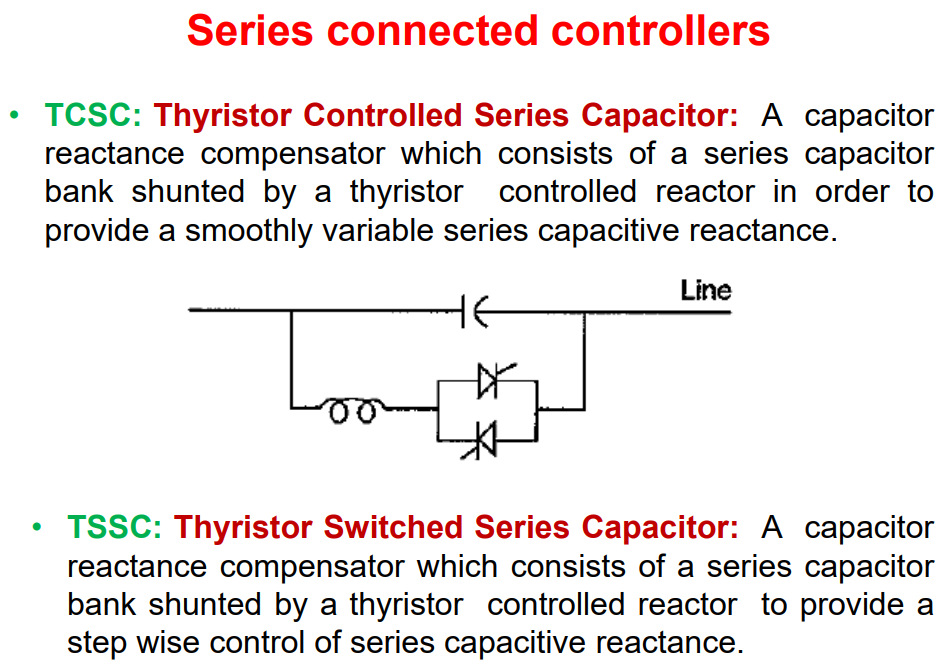 Series connected controllers
• TCSC: Thyristor Controlled Series Capacitor: A capacitor
reactance compensator which consists of a series capacitor
bank shunted by a thyristor controlled reactor in order to
provide a smoothly variable series capacitive reactance.
Line
• TSSC: Thyristor Switched Series Capacitor: A capacitor
reactance compensator which consists of a series capacitor
bank shunted by a thyristor controlled reactor to provide a
step wise control of series capacitive reactance.